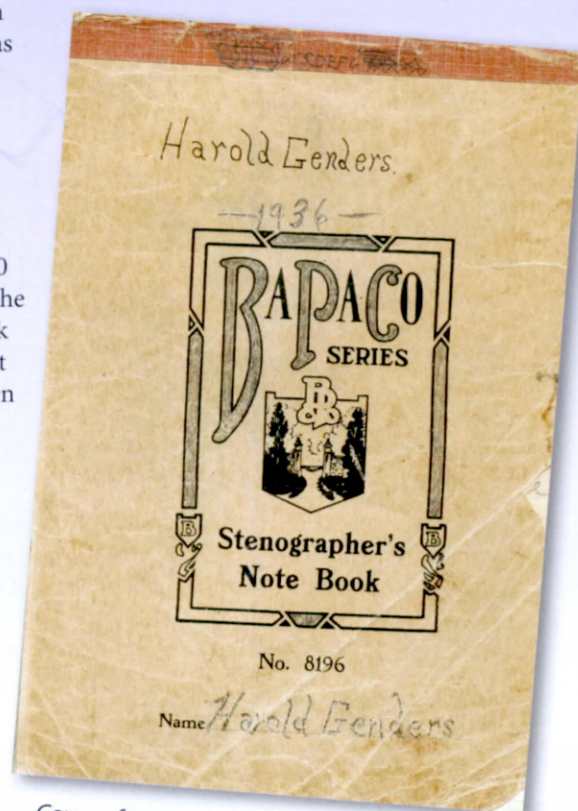 Harold Genders.
—1936—
BAPACO
SERIES
B
B
Stenographer's
Note Book
No. 8196
Name Harold Genders